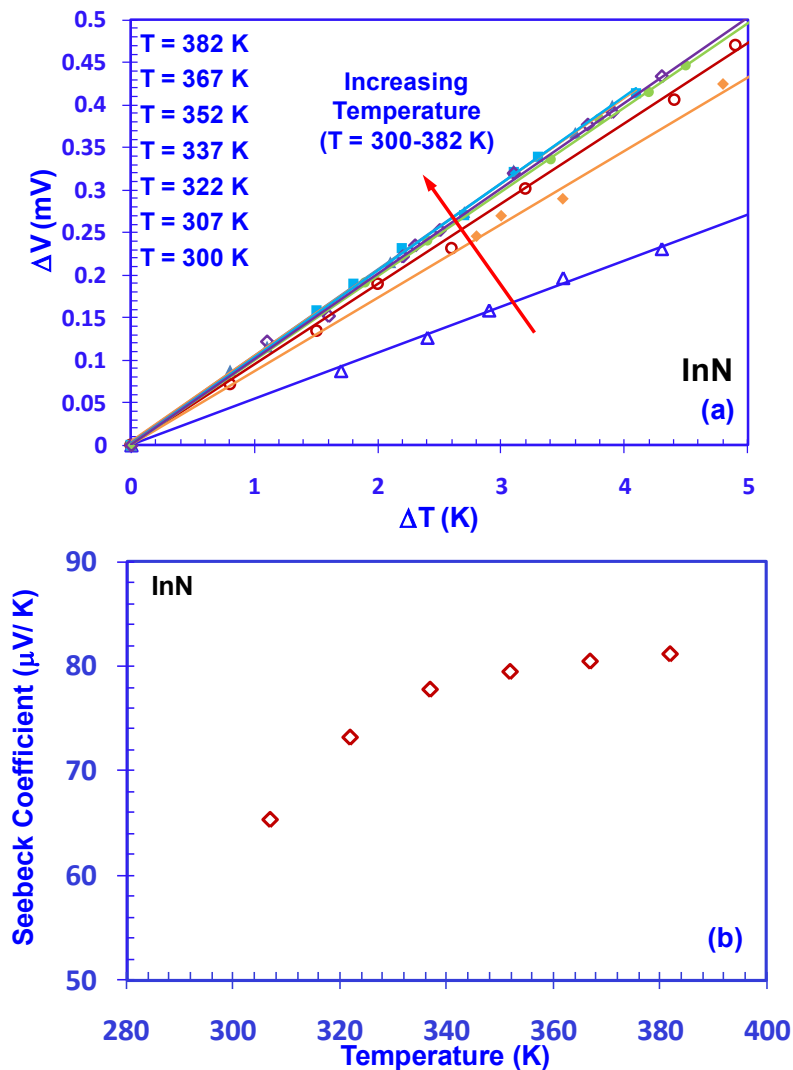 0.5
0.45
0.4
0.35
0.3
0.25
0.2
0.15
0.1
0.05
0
ΔV (mV)
T = 382 K
T = 367 K
T = 352 K
T = 337 K
T = 322 K
T = 307 K
T = 300 K
Increasing
Temperature
(T = 300-382 K)
InN
(a)
0 1 2 3 4 5
ΔT (K)
90
80
70
60
50
Seebeck Coefficient (μV/ K)
InN
(b)
280 300 320 340 360 380 400
Temperature (K)